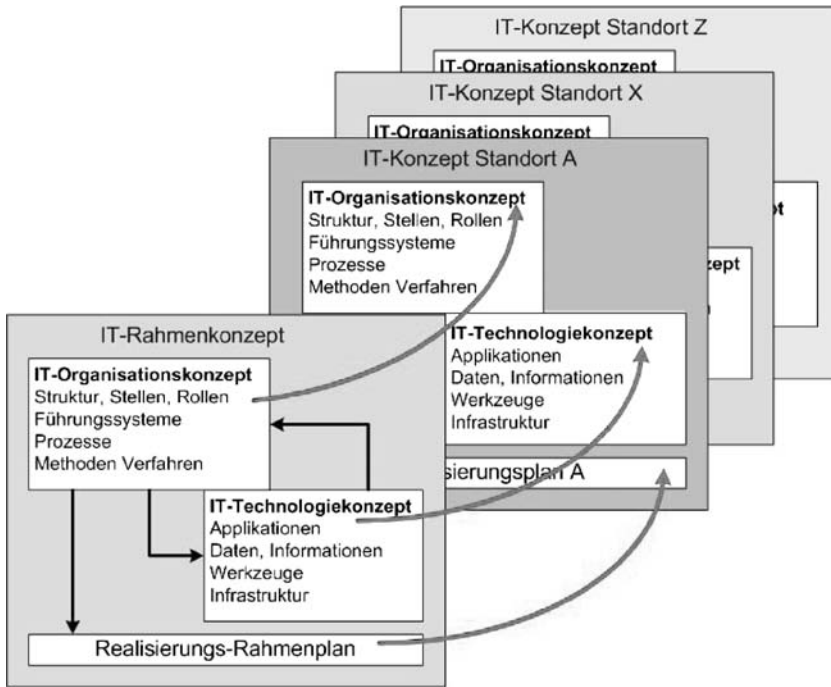 IT-Konzept Standort Z
IT-Organisationskonzept
IT-Konzept Standort X
IT-Organisationskonzept
IT-Konzept Standort A
IT-Organisationskonzept
Struktur, Stellen, Rollen
Führungssysteme
Prozesse
Methoden Verfahren
IT-Technologiekonzept
Applikationen
Daten, Informationen
Werkzeuge
Infrastruktur
sierungsplan A
IT-Rahmenkonzept
IT-Organisationskonzept
Struktur, Stellen, Rollen
Führungssysteme
Prozesse
Methoden Verfahren
IT-Technologiekonzept
Applikationen
Daten, Informationen
Werkzeuge
Infrastruktur
Realisierungs-Rahmenplan